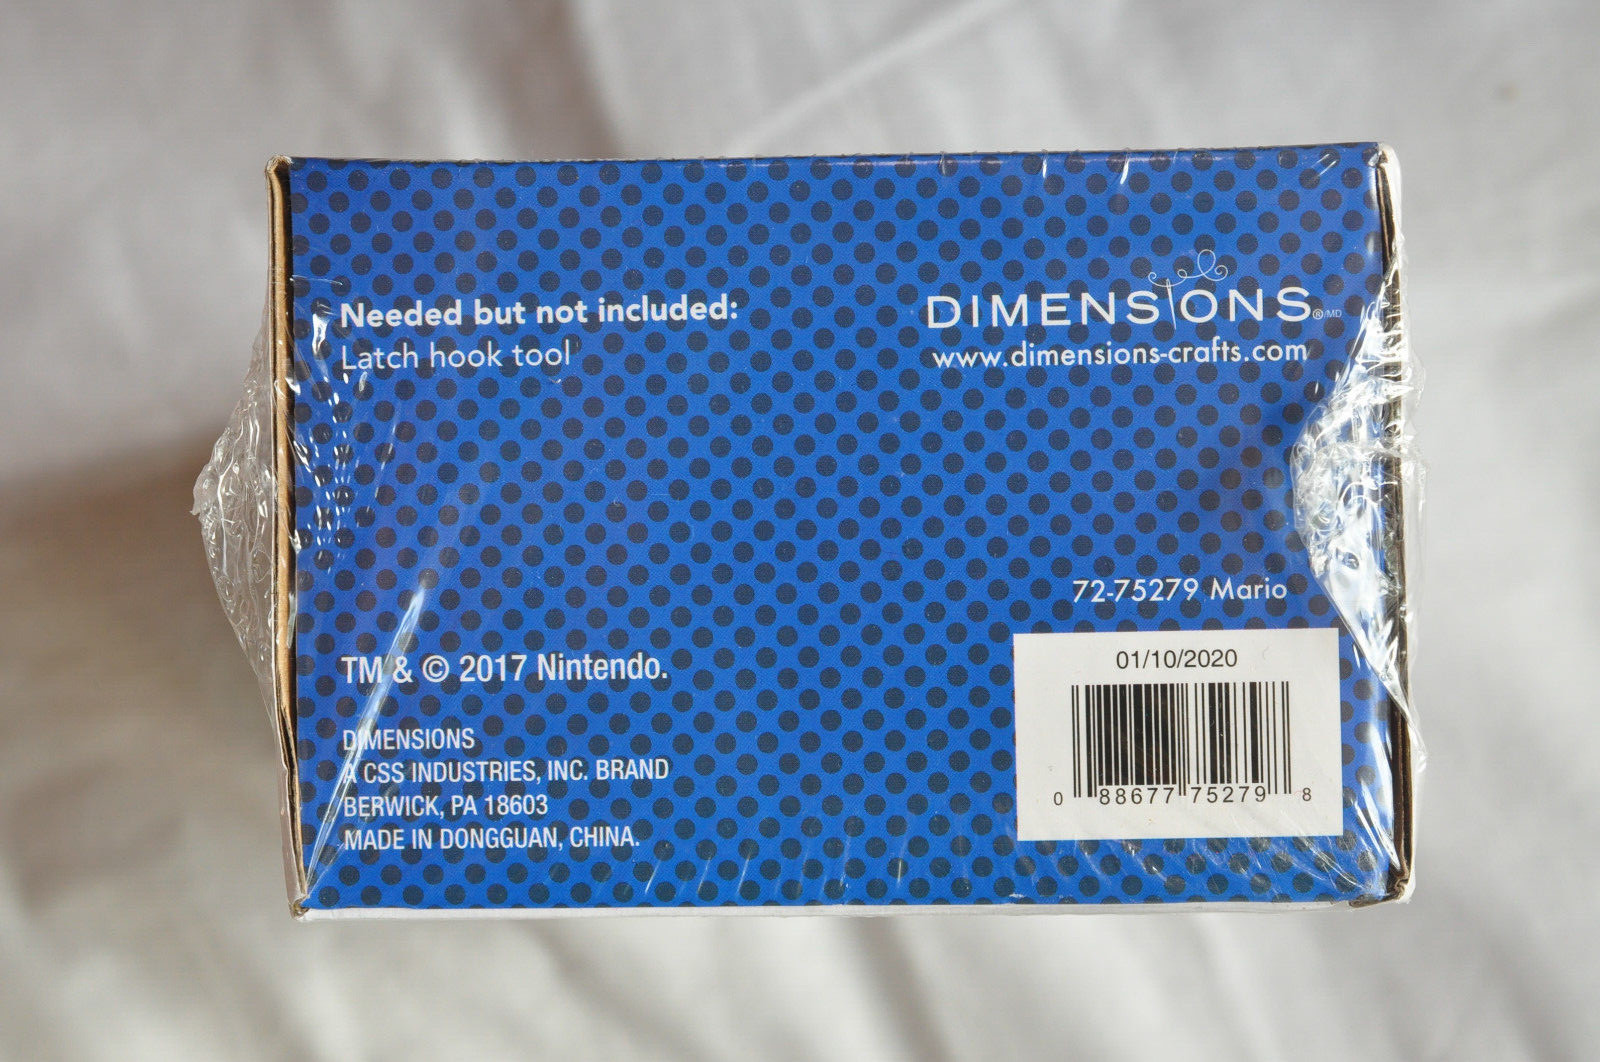 Needed but not included:
Latch hook tool
DIMENSIONS®/MD
www.dimensions-crafts.com
72-75279 Mario
01/10/2020
0 88677 75279 8
TM & © 2017 Nintendo.
DIMENSIONS
A CSS INDUSTRIES, INC. BRAND
BERWICK, PA 18603
MADE IN DONGGUAN, CHINA.